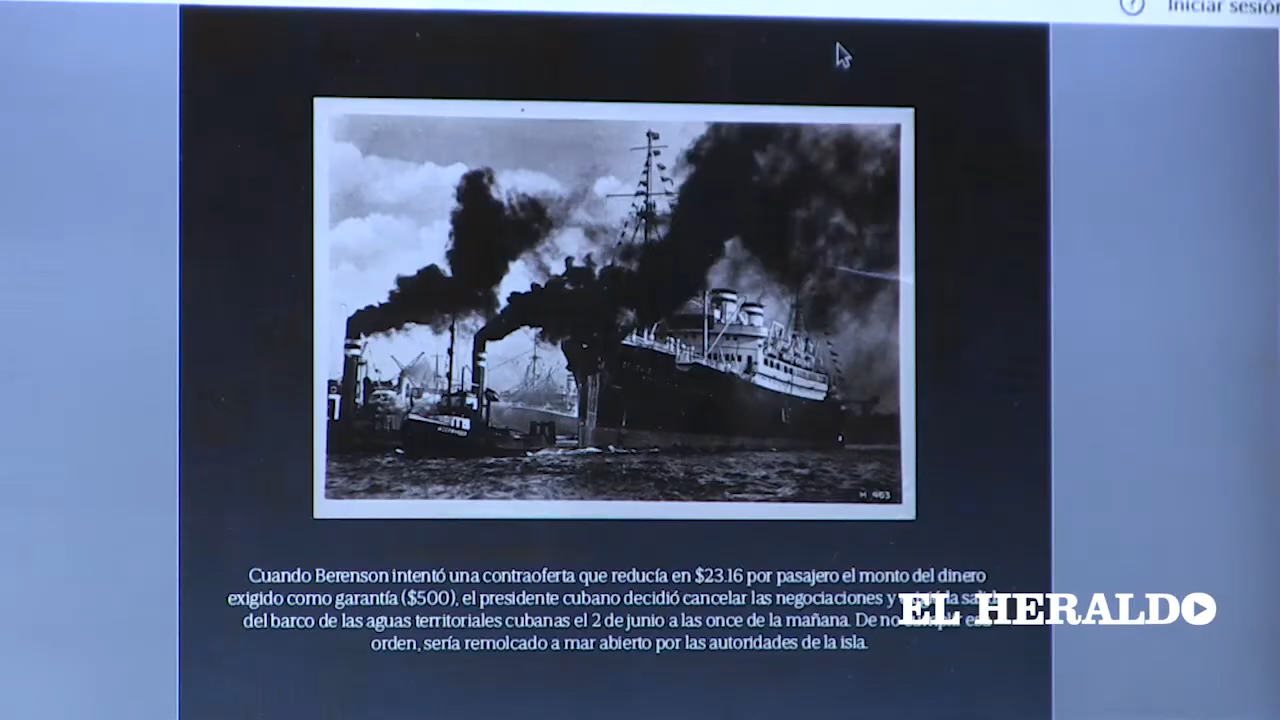 Iniciar sesión
H 463
Cuando Berenson intentó una contraoferta que reducía en $23.16 por pasajero el monto del dinero
exigido como garantía ($500), el presidente cubano decidió cancelar las negociaciones y
del barco de las aguas territoriales cubanas el 2 de junio a las once de la mañana. De no
orden, sería remolcado a mar abierto por las autoridades de la isla.
EL HERALDO